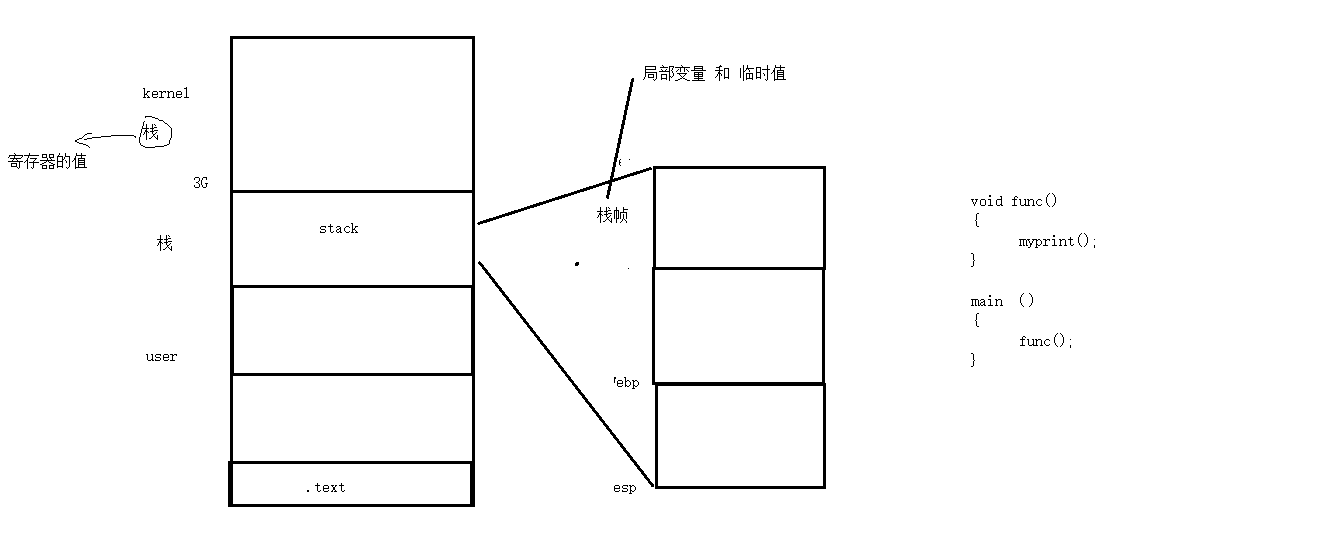 局部变量 和 临时值
kernel
栈
寄存器的值
3G
栈帧
stack
栈
user
ebp
.text
esp
void func()
{
myprint();
}
main ()
{
func();
}